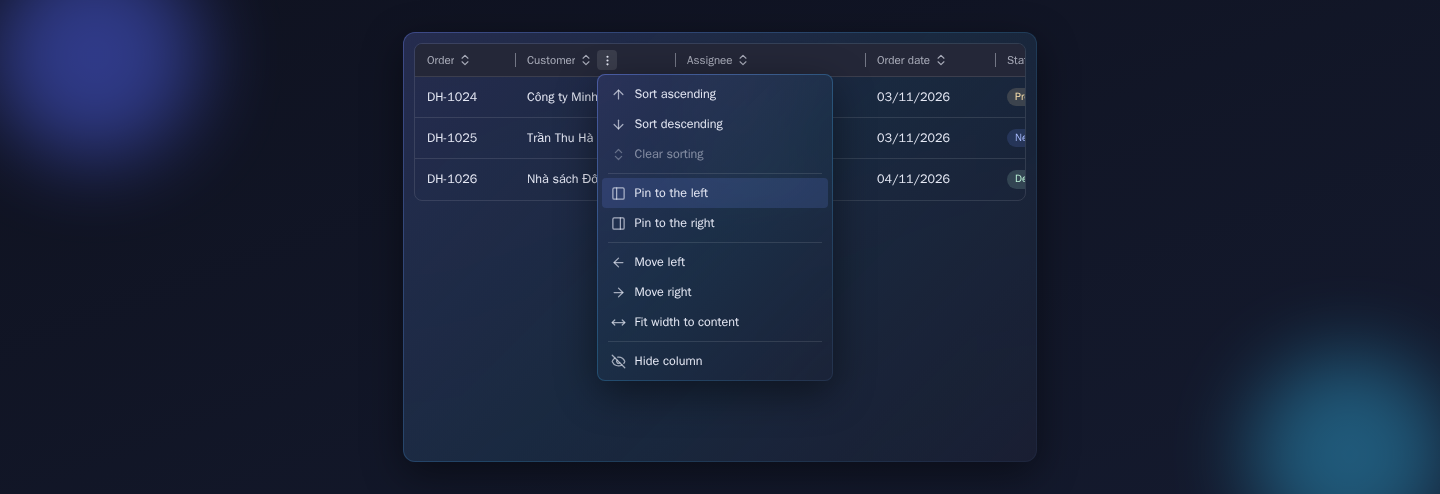 Order Customer Assignee Order date
DH-1024 Công ty Minh 03/11/2026
DH-1025 Trần Thu Hà 03/11/2026
DH-1026 Nhà sách 04/11/2026
Sort ascending
Sort descending
Clear sorting
Pin to the left
Pin to the right
Move left
Move right
Fit width to content
Hide column